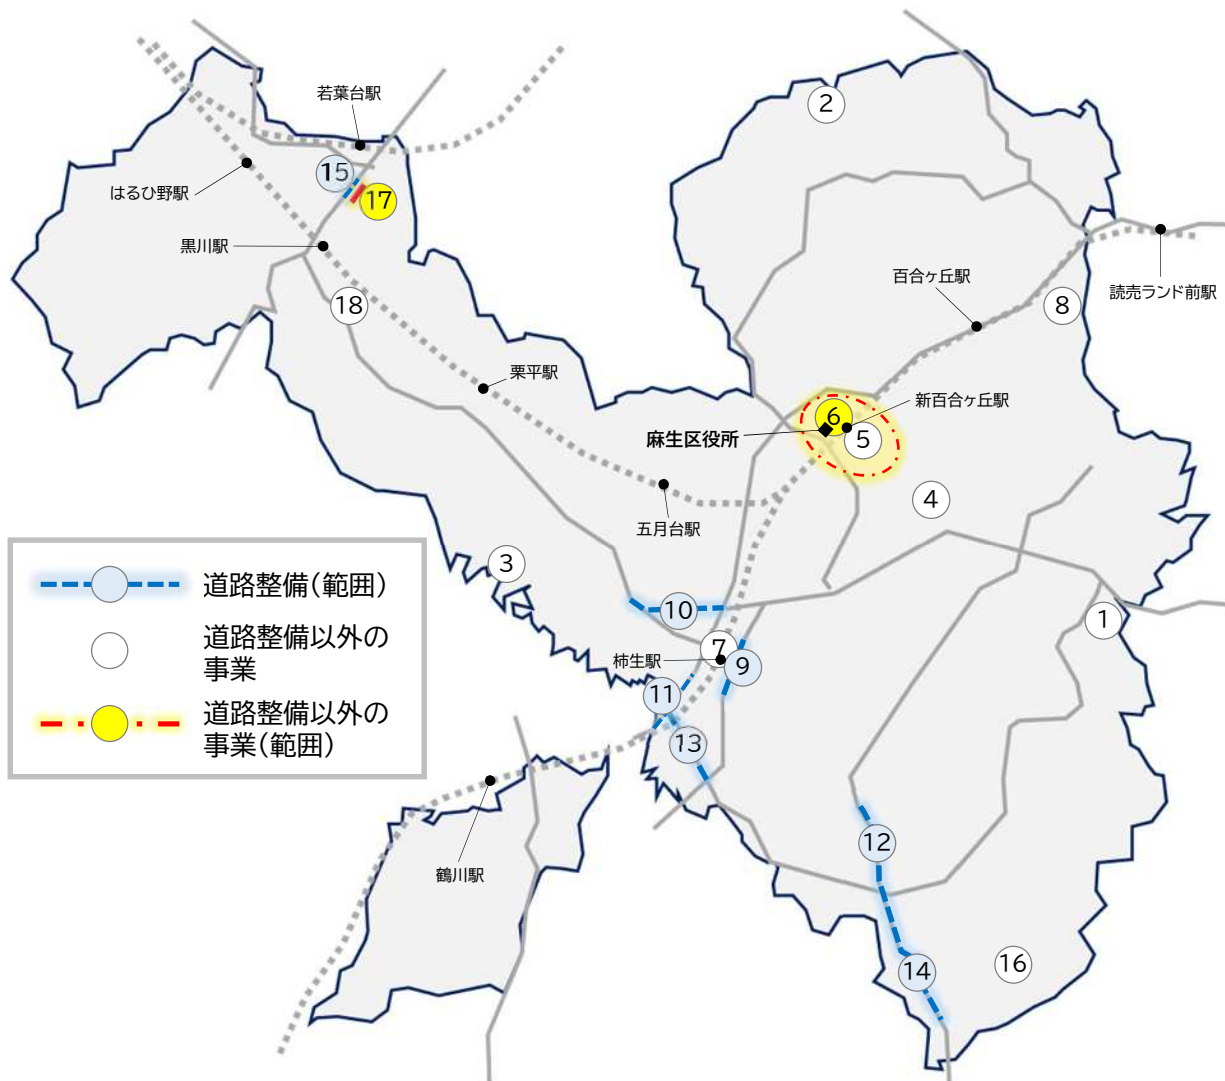 2
若葉台駅
15
はるひ野駅
17
黒川駅
百合ヶ丘駅
読売ランド前駅
18
8
栗平駅
新百合ヶ丘駅
6
麻生区役所
5
4
五月台駅
3
道路整備(範囲)
10
1
道路整備以外の
事業
7
柿生駅
9
11
道路整備以外の
事業(範囲)
13
12
鶴川駅
16
14